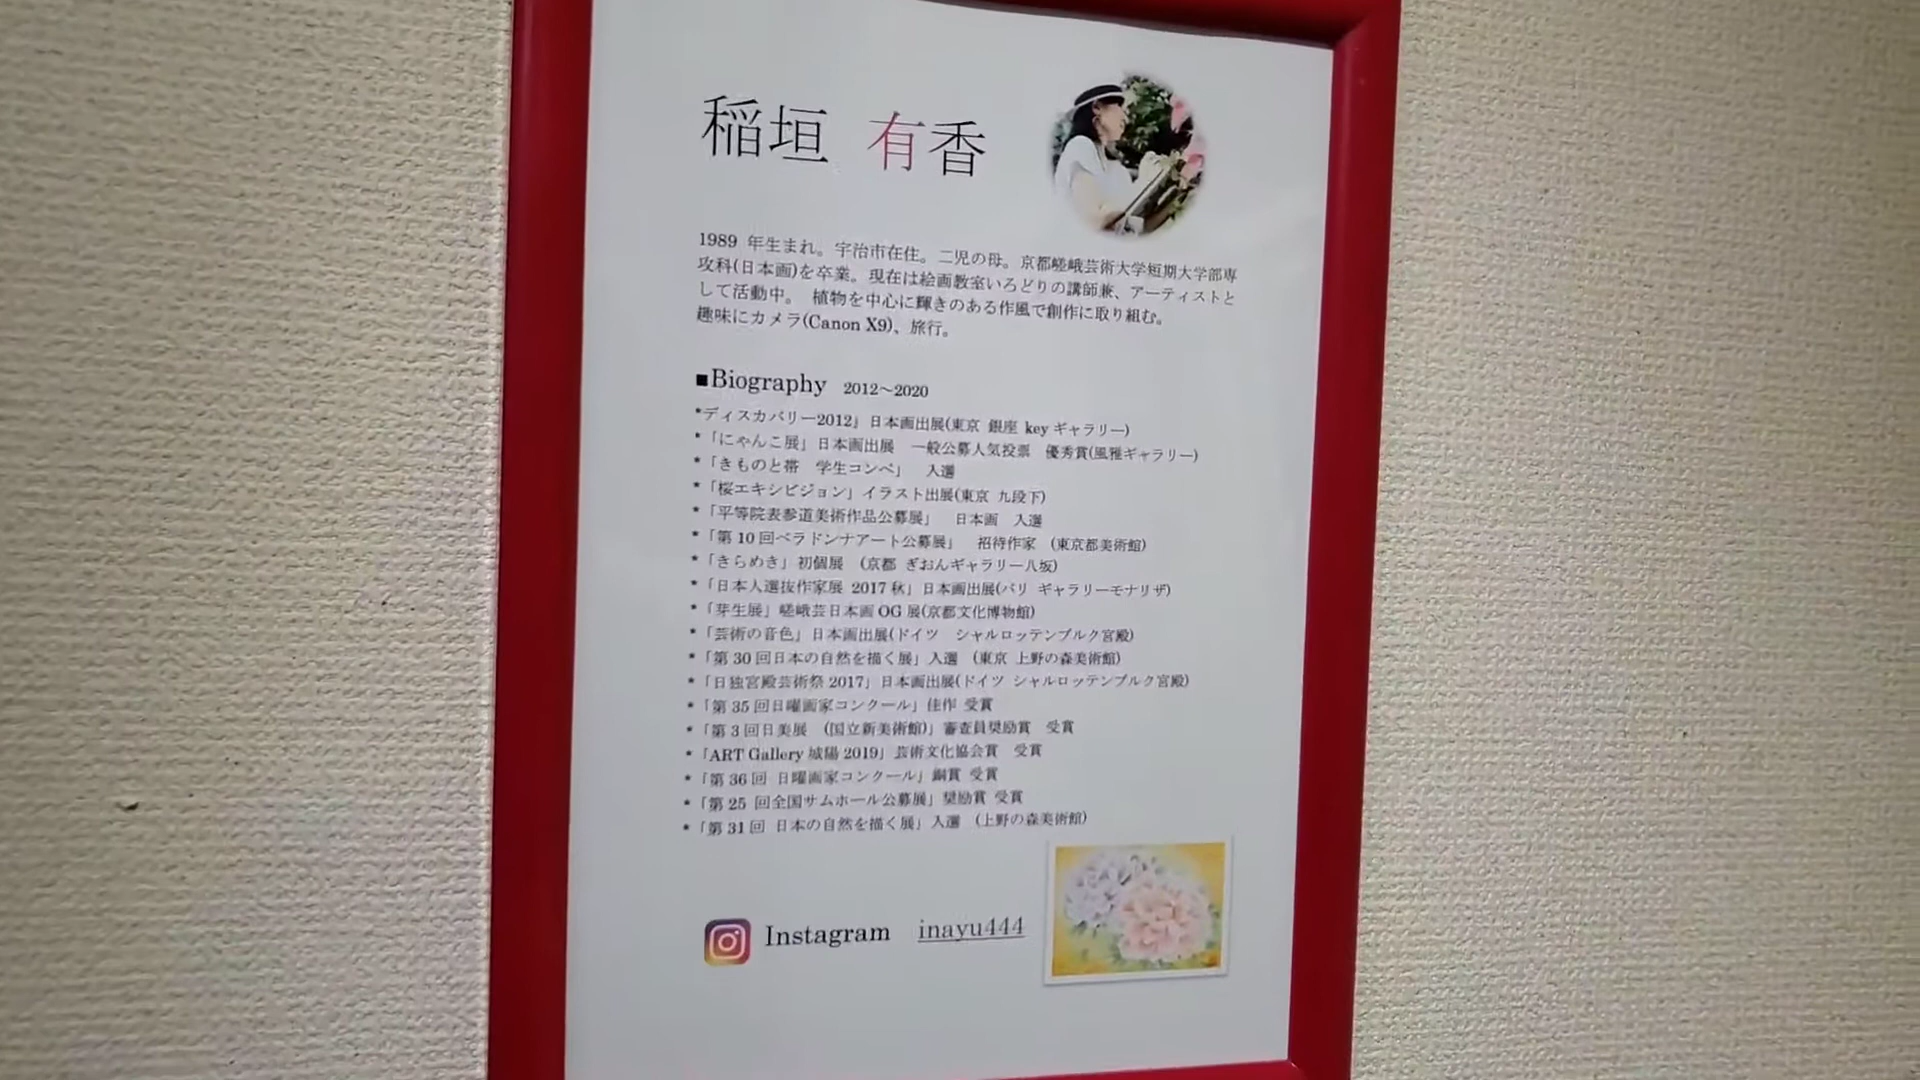 稲垣 有香
1989 年生まれ。宇治市在住。二児の母。京都嵯峨芸術大学短期大学部専
攻科(日本画)を卒業。現在は絵画教室いろどりの講師兼、アーティストと
して活動中。 植物を中心に輝きのある作風で創作に取り組む。
趣味にカメラ(Canon X9)、旅行。
■Biography 2012～2020
*ディスカバリー2012」日本画出展(東京 銀座 key ギャラリー)
*「にゃんこ展」日本画出展 一般公募人気投票 優秀賞(風雅ギャラリー)
*「きものと帯 学生コンペ」 入選
*「桜エキシビジョン」イラスト出展(東京 九段下)
*「平等院表参道美術作品公募展」 日本画 入選
*「第 10 回ベラドンナアート公募展」 招待作家 (東京都美術館)
*「きらめき」初個展 (京都 ぎおんギャラリー八坂)
*「日本人選抜作家展 2017 秋」日本画出展(パリ ギャラリーモナリザ)
*「芽生展」嵯峨芸日本画 OG 展(京都文化博物館)
*「芸術の音色」日本画出展(ドイツ シャルロッテンブルク宮殿)
*「第 30 回日本の自然を描く展」入選 (東京 上野の森美術館)
*「日独宮殿芸術祭 2017」日本画出展(ドイツ シャルロッテンブルク宮殿)
*「第 35 回日曜画家コンクール」佳作 受賞
*「第 3 回日美展 (国立新美術館)」審査員奨励賞 受賞
*「ART Gallery 城陽 2019」芸術文化協会賞 受賞
*「第 36 回 日曜画家コンクール」銅賞 受賞
*「第 25 回全国サムホール公募展」奨励賞 受賞
*「第 31 回 日本の自然を描く展」入選 (上野の森美術館)
Instagram inayu444